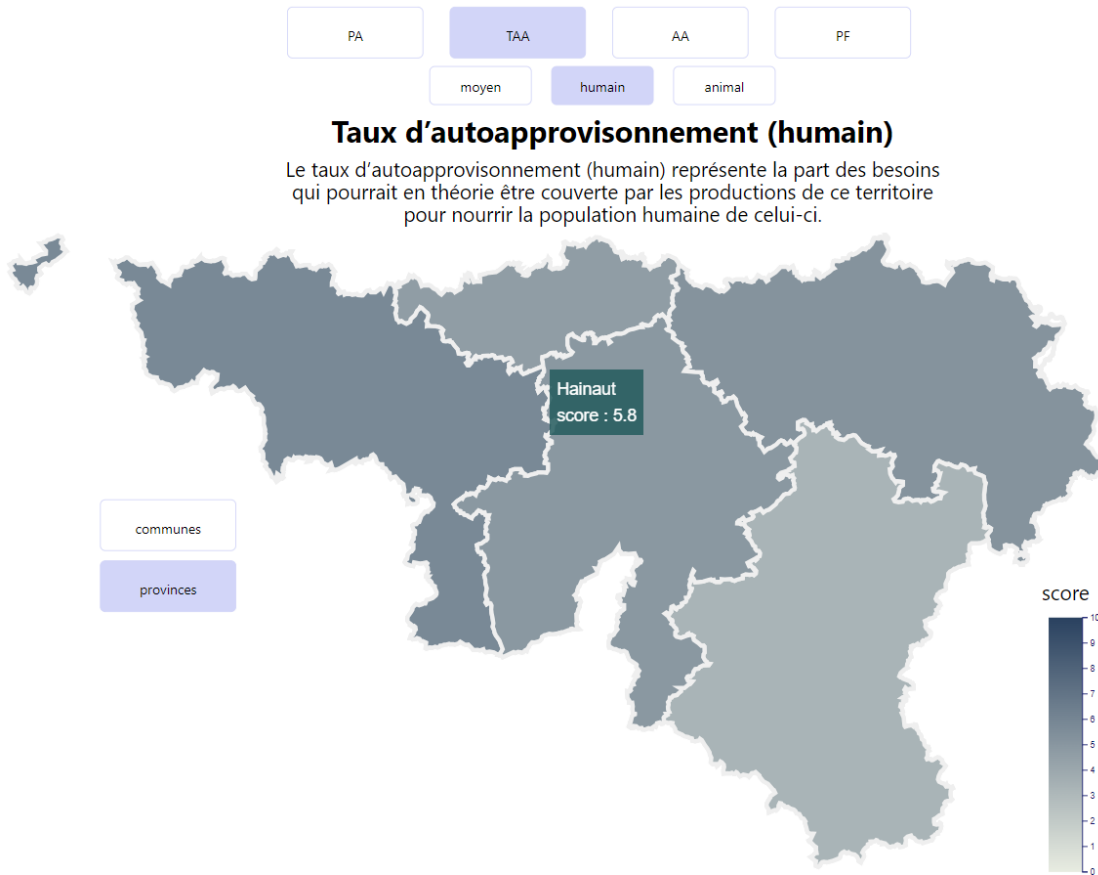 PA
TAA
AA
PF
moyen
humain
animal
Taux d'autoapprovisonnement (humain)
Le taux d'autoapprovisonnement (humain) représente la part des besoins
qui pourrait en théorie être couverte par les productions de ce territoire
pour nourrir la population humaine de celui-ci.
Hainaut
score : 5.8
communes
provinces
score
10
9
8
7
6
5
4
3
2
1
0